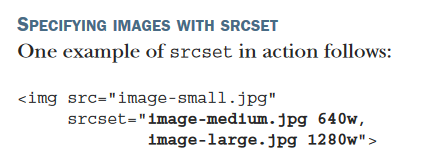 SPECIFYING IMAGES WITH SRCSET
One example of srcset in action follows:
<img src="image-small.jpg"
srcset="image-medium.jpg 640w,
image-large.jpg 1280w">